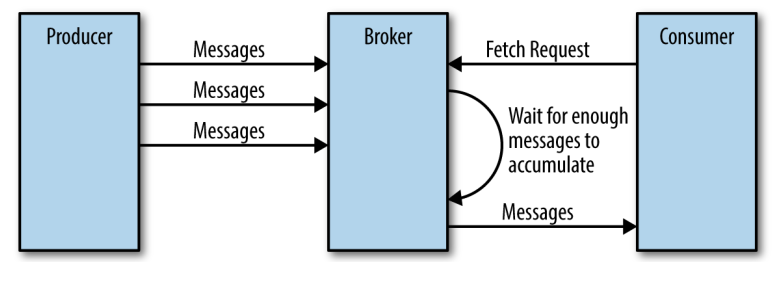 Producer
Broker
Consumer
Messages
Messages
Messages
Fetch Request
Wait for enough
messages to
accumulate
Messages